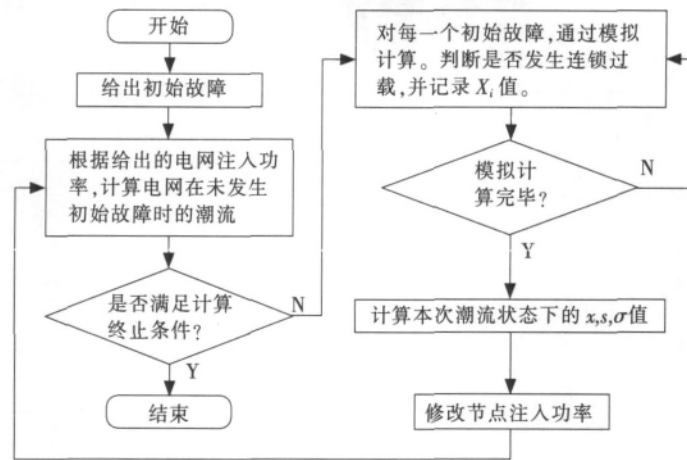 开始
给出初始故障
根据给出的电网注入功
率,计算电网在未发生
初始故障时的潮流
是否满足计算
终止条件?
N
Y
结束
对每一个初始故障,通过模拟
计算。判断是否发生连锁过
载,并记录 Xi 值。
模拟计
算完毕?
N
Y
计算本次潮流状态下的 x,s,σ值
修改节点注入功率